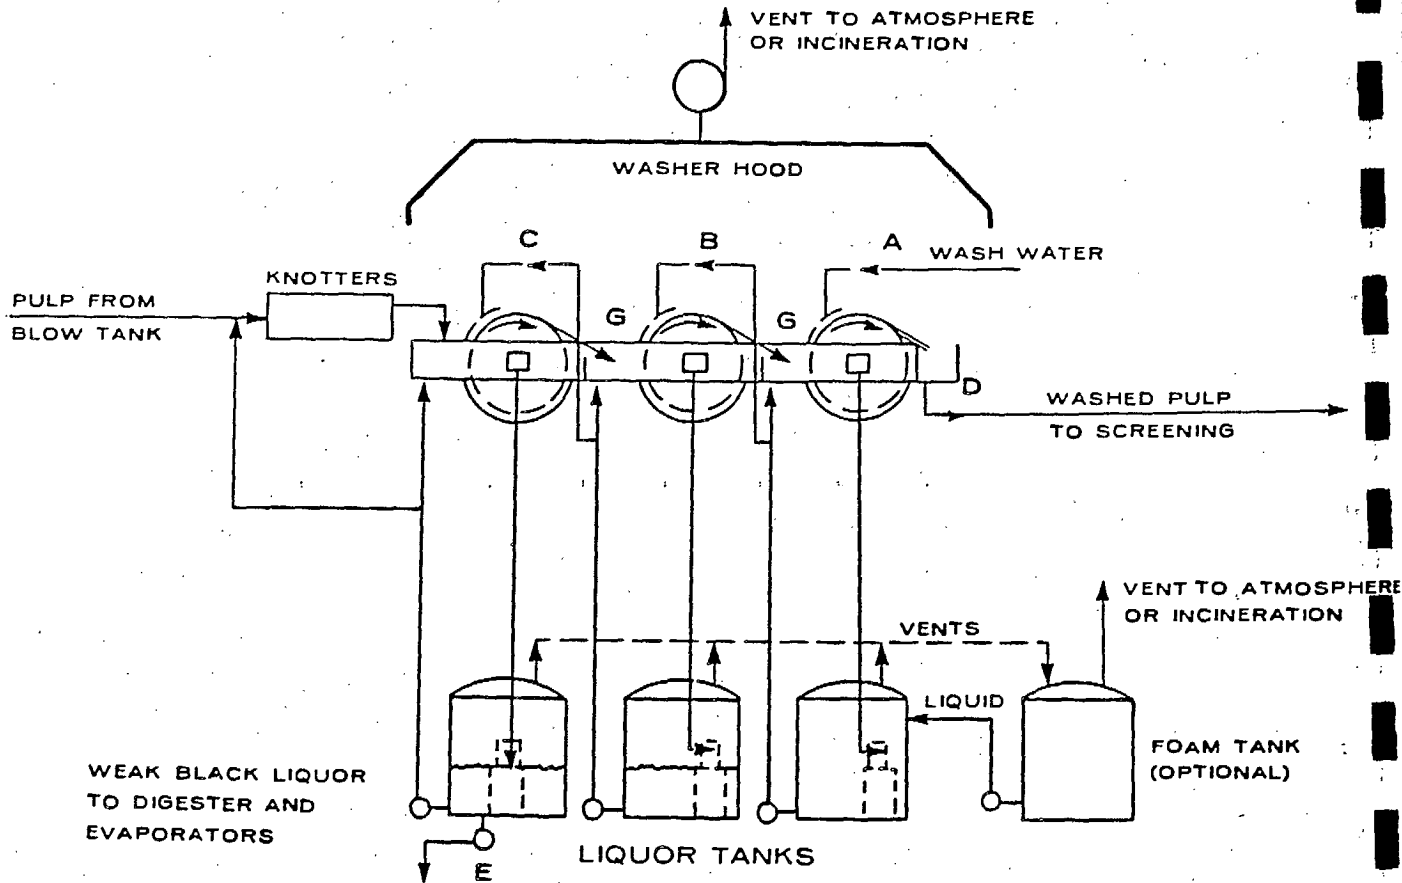 VENT TO ATMOSPHERE
OR INCINERATION
WASHER HOOD
C
B
A
WASH WATER
KNOTTERS
PULP FROM
BLOW TANK
G
G
D
WASHED PULP
TO SCREENING
VENT TO ATMOSPHERE
OR INCINERATION
VENTS
LIQUID
FOAM TANK
(OPTIONAL)
WEAK BLACK LIQUOR
TO DIGESTER AND
EVAPORATORS
LIQUOR TANKS
E